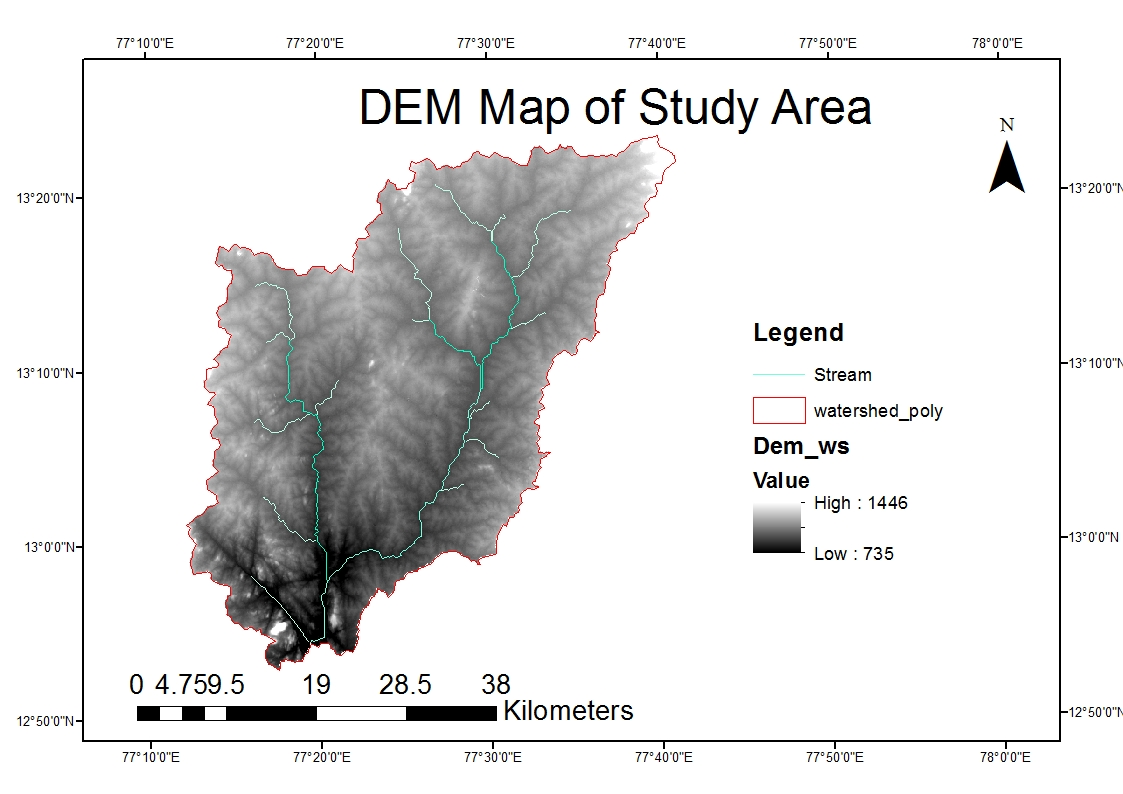 77°10'0"E 77°20'0"E 77°30'0"E 77°40'0"E 77°50'0"E 78°0'0"E
DEM Map of Study Area
N
13°20'0"N 13°20'0"N
Legend
Stream
13°10'0"N 13°10'0"N
watershed_poly
Dem_ws
Value
High : 1446
13°0'0"N 13°0'0"N
Low : 735
0 4.75 9.5 19 28.5 38
Kilometers
12°50'0"N 12°50'0"N
77°10'0"E 77°20'0"E 77°30'0"E 77°40'0"E 77°50'0"E 78°0'0"E